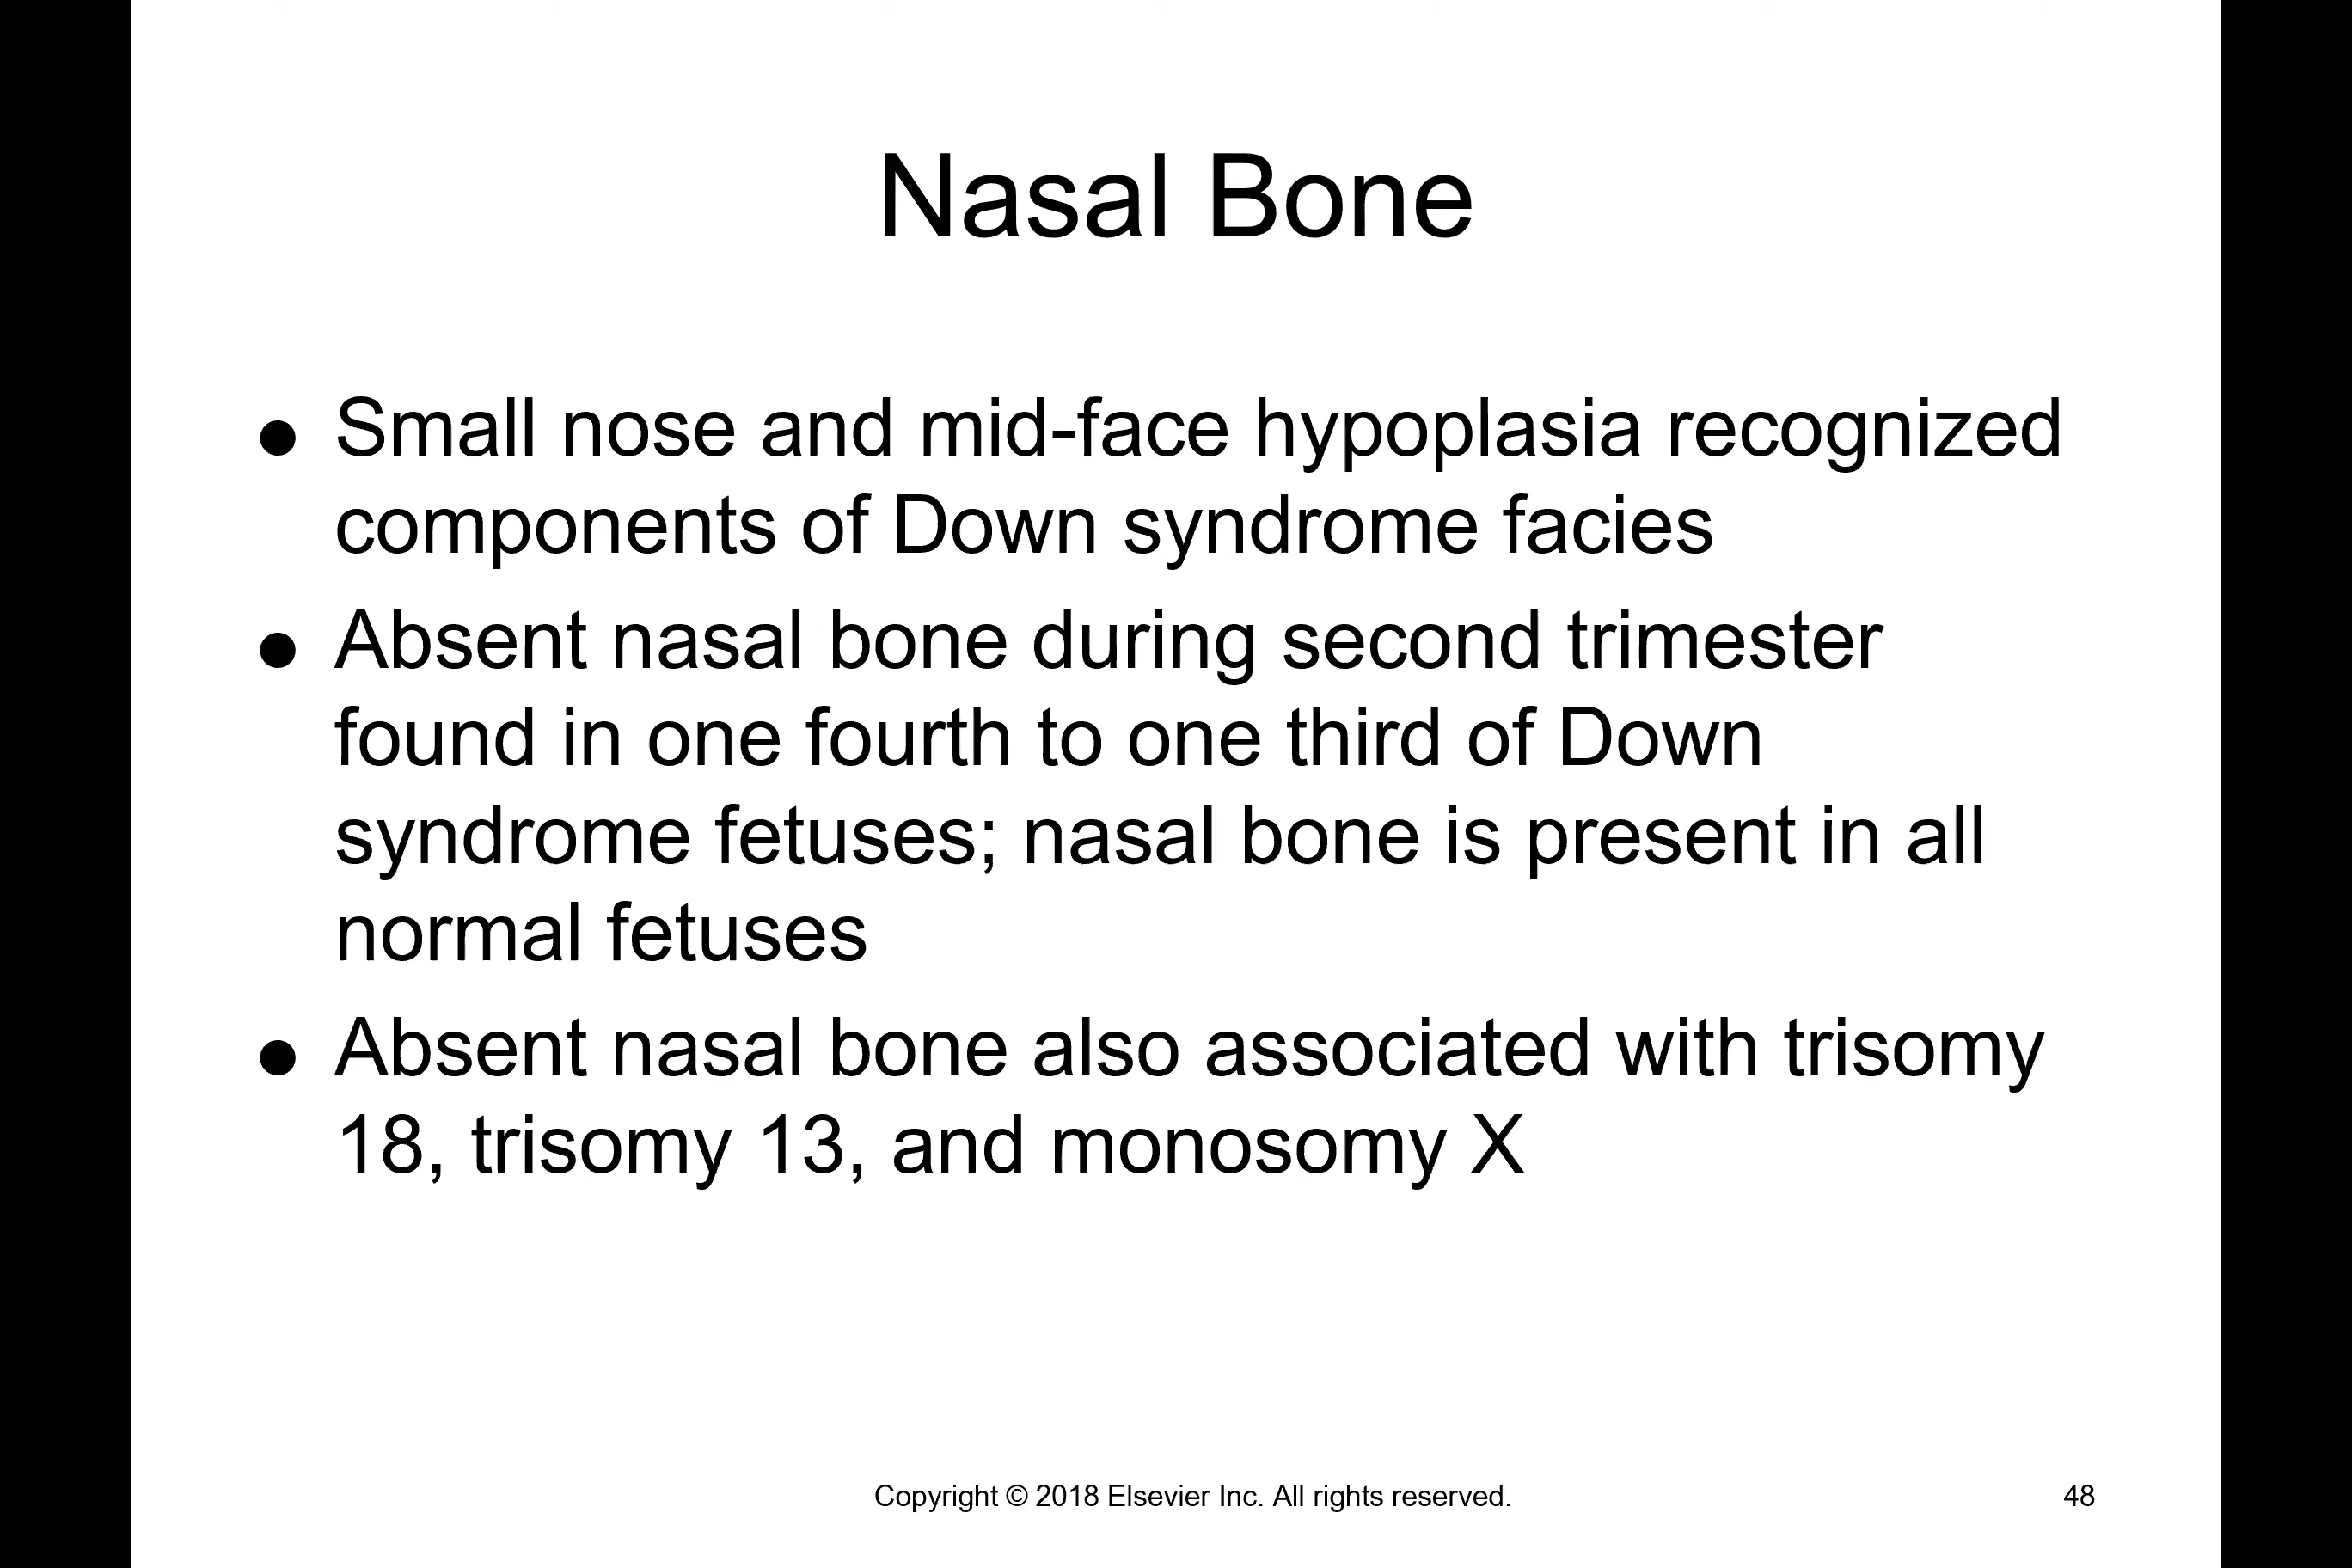 Nasal Bone
● Small nose and mid-face hypoplasia recognized
components of Down syndrome facies
● Absent nasal bone during second trimester
found in one fourth to one third of Down
syndrome fetuses; nasal bone is present in all
normal fetuses
● Absent nasal bone also associated with trisomy
18, trisomy 13, and monosomy X
Copyright © 2018 Elsevier Inc. All rights reserved.
48